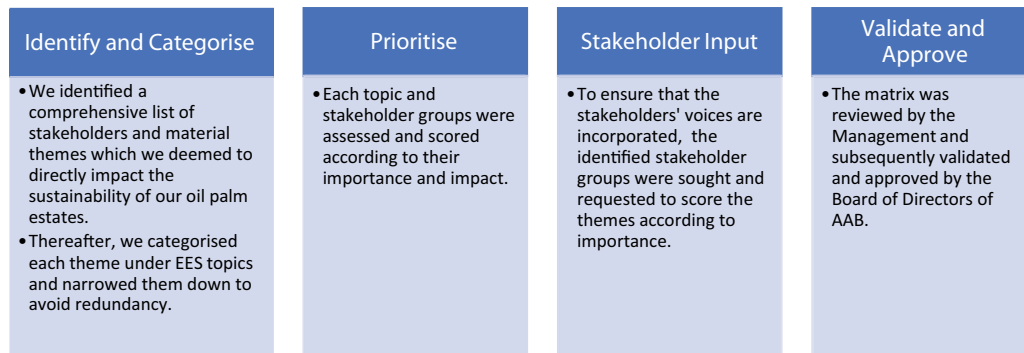 Identify and Categorise
•We identified a
comprehensive list of
stakeholders and material
themes which we deemed to
directly impact the
sustainability of our oil palm
estates.
•Thereafter, we categorised
each theme under EES topics
and narrowed them down to
avoid redundancy.
Prioritise
•Each topic and
stakeholder groups were
assessed and scored
according to their
importance and impact.
Stakeholder Input
•To ensure that the
stakeholders' voices are
incorporated, the
identified stakeholder
groups were sought and
requested to score the
themes according to
importance.
Validate and
Approve
•The matrix was
reviewed by the
Management and
subsequently validated
and approved by the
Board of Directors of
AAB.